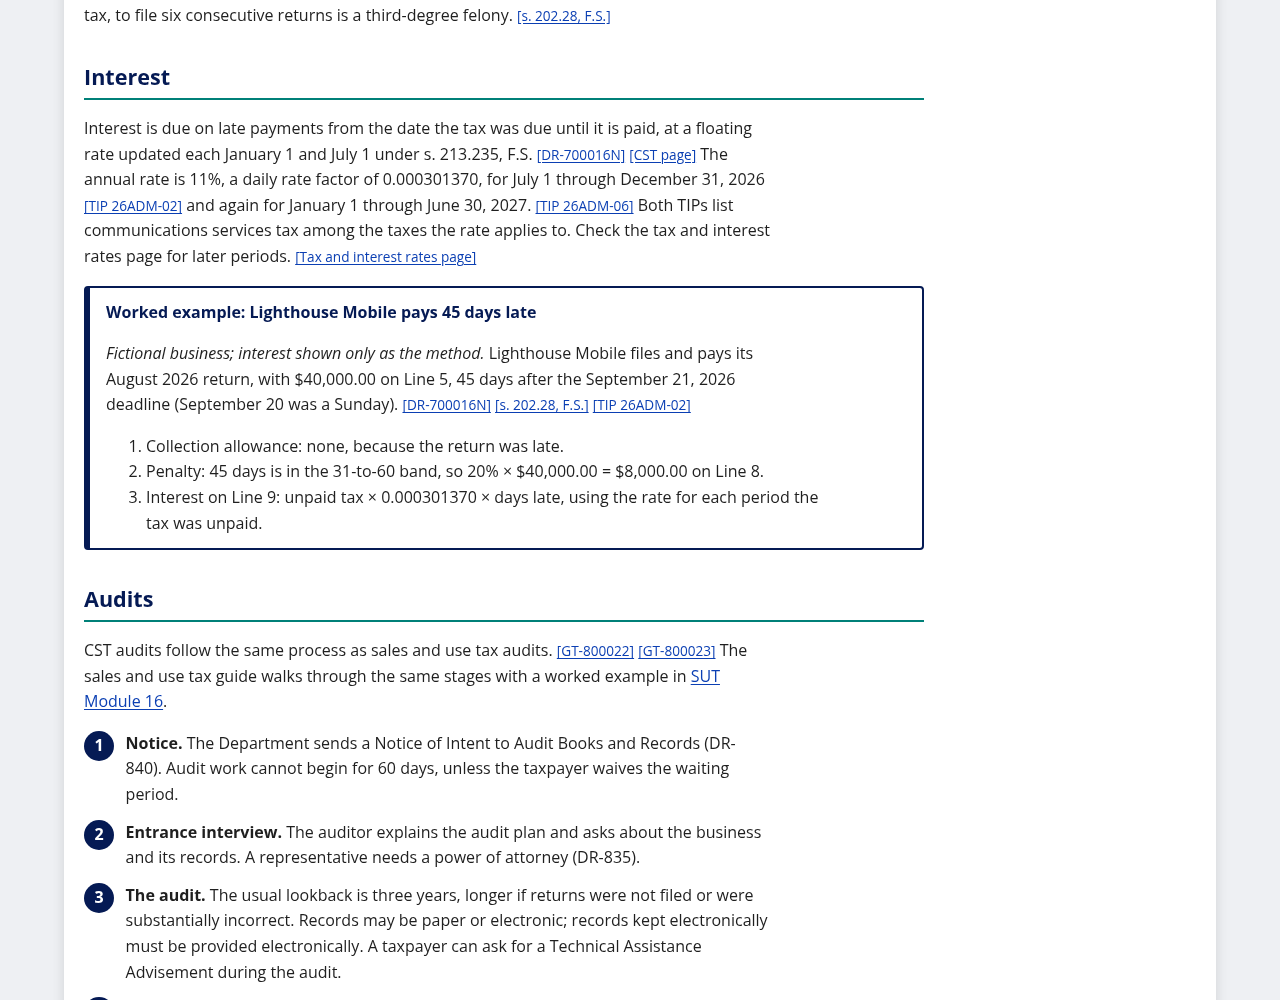 tax, to file six consecutive returns is a third-degree felony. [s. 202.28, F.S.]
Interest
Interest is due on late payments from the date the tax was due until it is paid, at a floating
rate updated each January 1 and July 1 under s. 213.235, F.S. [DR-700016N] [CST page] The
annual rate is 11%, a daily rate factor of 0.000301370, for July 1 through December 31, 2026
[TIP 26ADM-02] and again for January 1 through June 30, 2027. [TIP 26ADM-06] Both TIPs list
communications services tax among the taxes the rate applies to. Check the tax and interest
rates page for later periods. [Tax and interest rates page]
Worked example: Lighthouse Mobile pays 45 days late
Fictional business; interest shown only as the method. Lighthouse Mobile files and pays its
August 2026 return, with $40,000.00 on Line 5, 45 days after the September 21, 2026
deadline (September 20 was a Sunday). [DR-700016N] [s. 202.28, F.S.] [TIP 26ADM-02]
1. Collection allowance: none, because the return was late.
2. Penalty: 45 days is in the 31-to-60 band, so 20% × $40,000.00 = $8,000.00 on Line 8.
3. Interest on Line 9: unpaid tax × 0.000301370 × days late, using the rate for each period the
tax was unpaid.
Audits
CST audits follow the same process as sales and use tax audits. [GT-800022] [GT-800023] The
sales and use tax guide walks through the same stages with a worked example in SUT
Module 16.
1 Notice. The Department sends a Notice of Intent to Audit Books and Records (DR-
840). Audit work cannot begin for 60 days, unless the taxpayer waives the waiting
period.
2 Entrance interview. The auditor explains the audit plan and asks about the business
and its records. A representative needs a power of attorney (DR-835).
3 The audit. The usual lookback is three years, longer if returns were not filed or were
substantially incorrect. Records may be paper or electronic; records kept electronically
must be provided electronically. A taxpayer can ask for a Technical Assistance
Advisement during the audit.